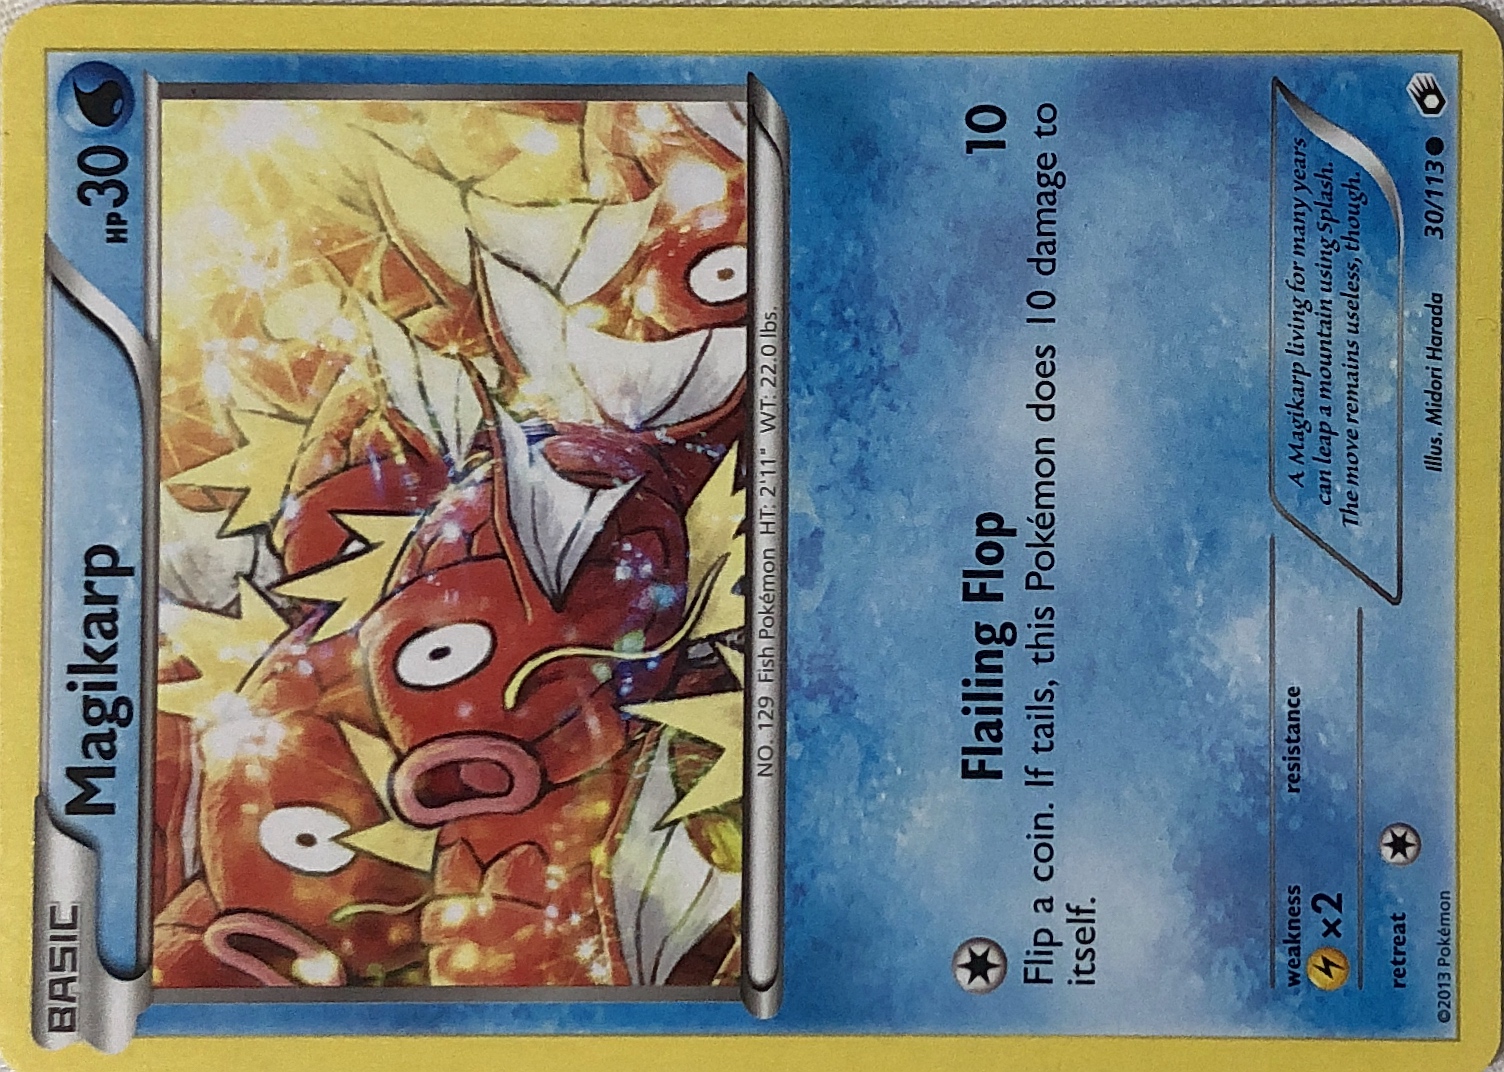 BASIC
Magikarp
HP 30
NO. 129 Fish Pokémon HT: 2'11" WT: 22.0 lbs.
Flailing Flop 10
Flip a coin. If tails, this Pokémon does 10 damage to
itself.
weakness resistance
×2
A Magikarp living for many years
can leap a mountain using Splash.
The move remains useless, though.
retreat
Illus. Midori Harada 30/113
©2013 Pokémon